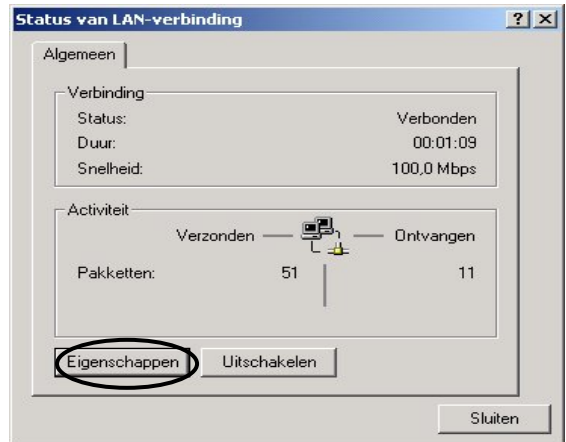 Status van LAN-verbinding
Algemeen
Verbinding
Status: Verbonden
Duur: 00:01:09
Snelheid: 100,0 Mbps
Activiteit
Verzonden Ontvangen
Pakketten: 51 11
Eigenschappen Uitschakelen
Sluiten